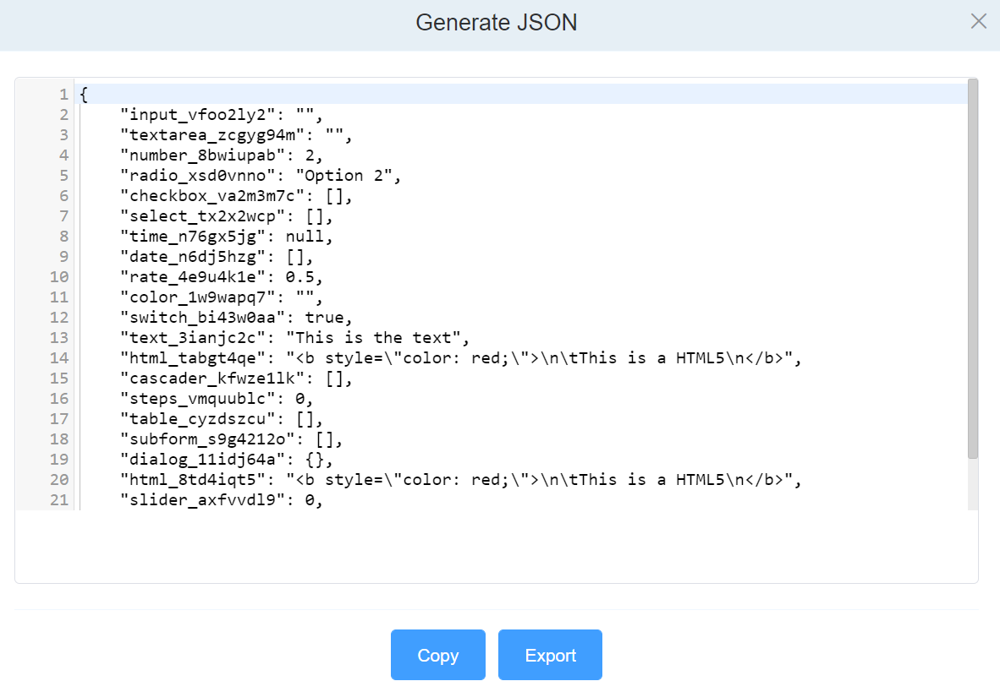 Generate JSON
1 {
2 "input_vfoo2ly2": "",
3 "textarea_zcgyg94m": "",
4 "number_8bwiupab": 2,
5 "radio_xsd0vnno": "Option 2",
6 "checkbox_va2m3m7c": [],
7 "select_tx2x2wcp": [],
8 "time_n76gx5jg": null,
9 "date_n6dj5hzg": [],
10 "rate_4e9u4k1e": 0.5,
11 "color_1w9wapq7": "",
12 "switch_bi43w0aa": true,
13 "text_3ianjc2c": "This is the text",
14 "html_tabgt4qe": "<b style=\"color: red;\">\n\tThis is a HTML5\n</b>",
15 "cascader_kfwze1lk": [],
16 "steps_vmquublc": 0,
17 "table_cyzdszcu": [],
18 "subform_s9g4212o": [],
19 "dialog_11idj64a": {},
20 "html_8td4iqt5": "<b style=\"color: red;\">\n\tThis is a HTML5\n</b>",
21 "slider_axfvvdl9": 0,
Copy Export